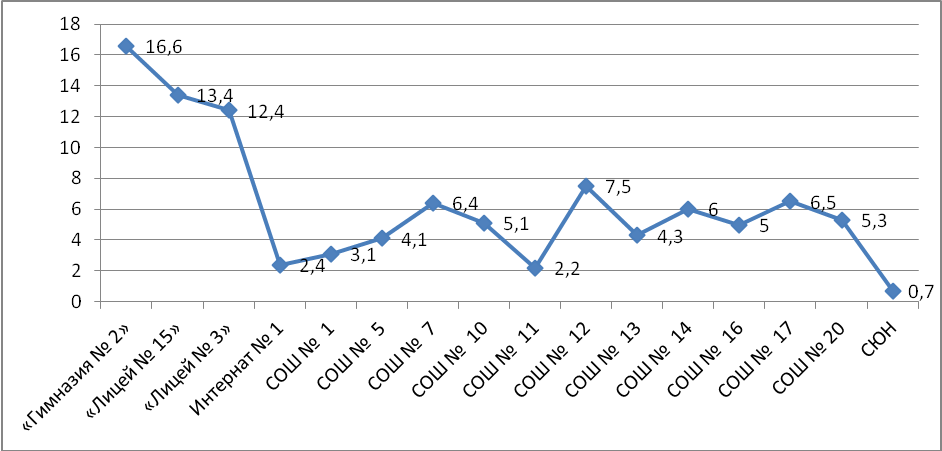 18
16
14
12
10
8
6
4
2
0
16,6
13,4
12,4
2,4
3,1
4,1
6,4
5,1
2,2
7,5
4,3
6
5
6,5
5,3
0,7
«Гимназия № 2»
«Лицей № 15»
«Лицей № 3»
Интернат № 1
СОШ № 1
СОШ № 5
СОШ № 7
СОШ № 10
СОШ № 11
СОШ № 12
СОШ № 13
СОШ № 14
СОШ № 16
СОШ № 17
СОШ № 20
СЮН